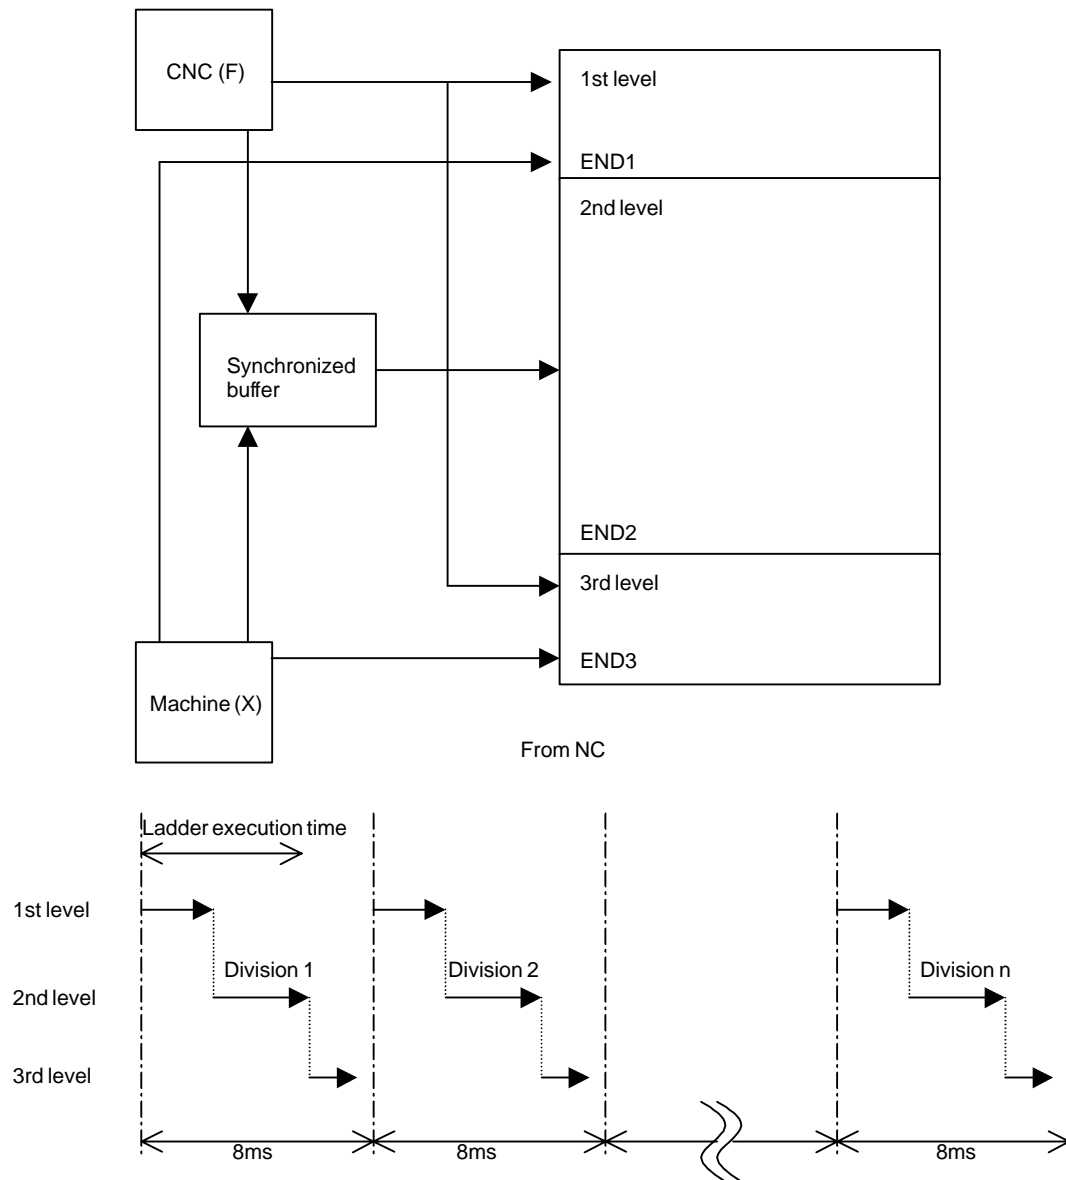 CNC (F)
1st level
END1
2nd level
Synchronized
buffer
END2
3rd level
END3
Machine (X)
From NC
Ladder execution time
1st level
Division 1
Division 2
Division n
2nd level
3rd level
8ms
8ms
8ms